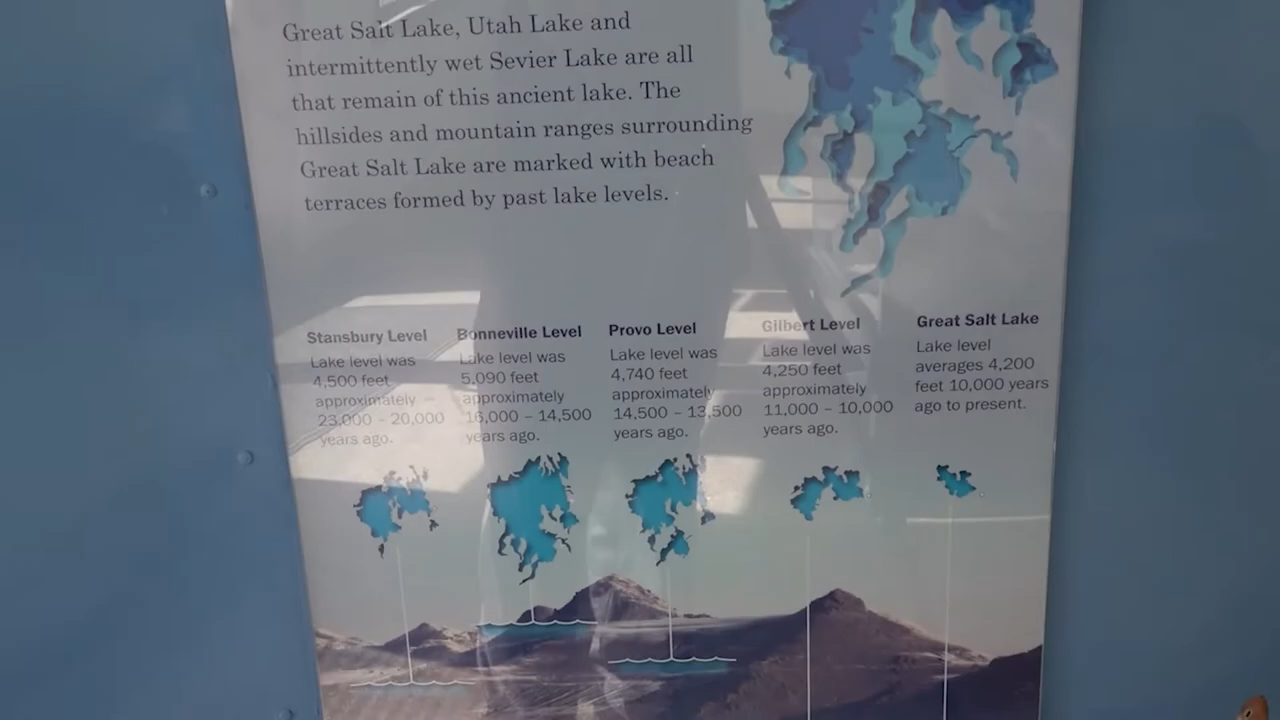 Great Salt Lake, Utah Lake and
intermittently wet Sevier Lake are all
that remain of this ancient lake. The
hillsides and mountain ranges surrounding
Great Salt Lake are marked with beach
terraces formed by past lake levels.
Stansbury Level
Lake level was
4,500 feet
approximately
23,000 – 20,000
years ago.
Bonneville Level
Lake level was
5,090 feet
approximately
16,000 – 14,500
years ago.
Provo Level
Lake level was
4,740 feet
approximately
14,500 – 13,500
years ago.
Gilbert Level
Lake level was
4,250 feet
approximately
11,000 – 10,000
years ago.
Great Salt Lake
Lake level
averages 4,200
feet 10,000 years
ago to present.